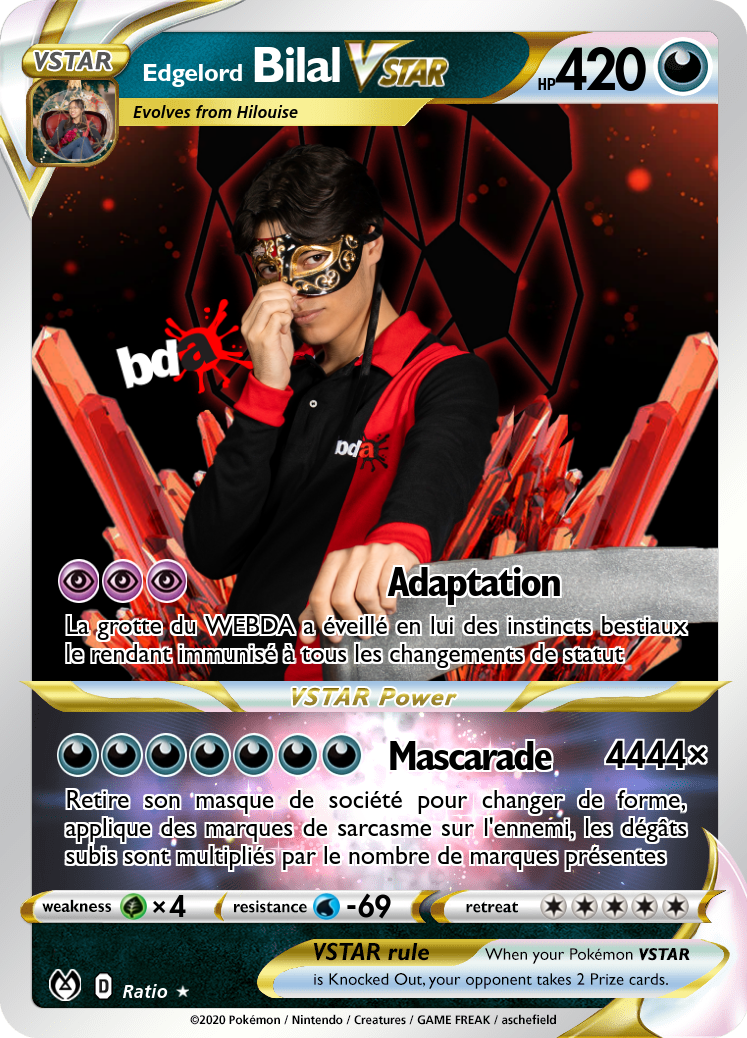 VSTAR
Edgelord Bilal VSTAR
HP 420
Evolves from Hilouise
bda
bda
Adaptation
La grotte du WEBDA a éveillé en lui des instincts bestiaux
le rendant immunisé à tous les changements de statut
VSTAR Power
Mascarade 4444×
Retire son masque de société pour changer de forme,
applique des marques de sarcasme sur l'ennemi, les dégâts
subis sont multipliés par le nombre de marques présentes
weakness ×4 resistance -69 retreat
VSTAR rule When your Pokémon VSTAR
is Knocked Out, your opponent takes 2 Prize cards.
D Ratio ★
©2020 Pokémon / Nintendo / Creatures / GAME FREAK / aschefield